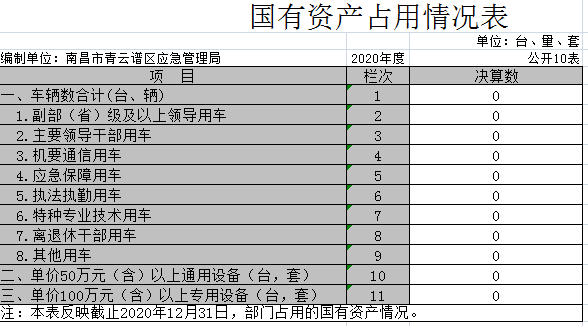 国有资产占用情况表
单位：台、量、套
编制单位：南昌市青云谱区应急管理局 2020年度 公开10表
项 目 栏次 决算数
一、车辆数合计(台、辆) 1 0
1.副部（省）级及以上领导用车 2 0
2.主要领导干部用车 3 0
3.机要通信用车 4 0
4.应急保障用车 5 0
5.执法执勤用车 6 0
6.特种专业技术用车 7 0
7.离退休干部用车 8 0
8.其他用车 9 0
二、单价50万元（含）以上通用设备（台，套） 10 0
三、单价100万元（含）以上专用设备（台，套） 11 0
注：本表反映截止2020年12月31日，部门占用的国有资产情况。